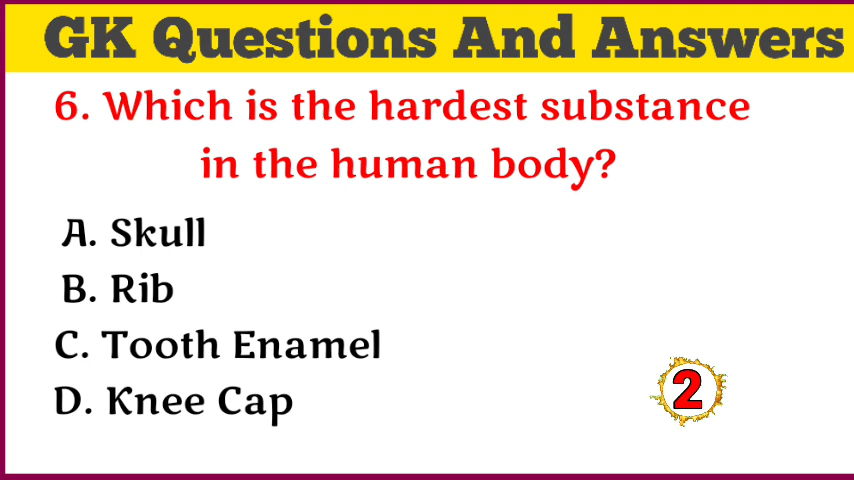 GK Questions And Answers
6. Which is the hardest substance
in the human body?
A. Skull
B. Rib
C. Tooth Enamel
D. Knee Cap
2